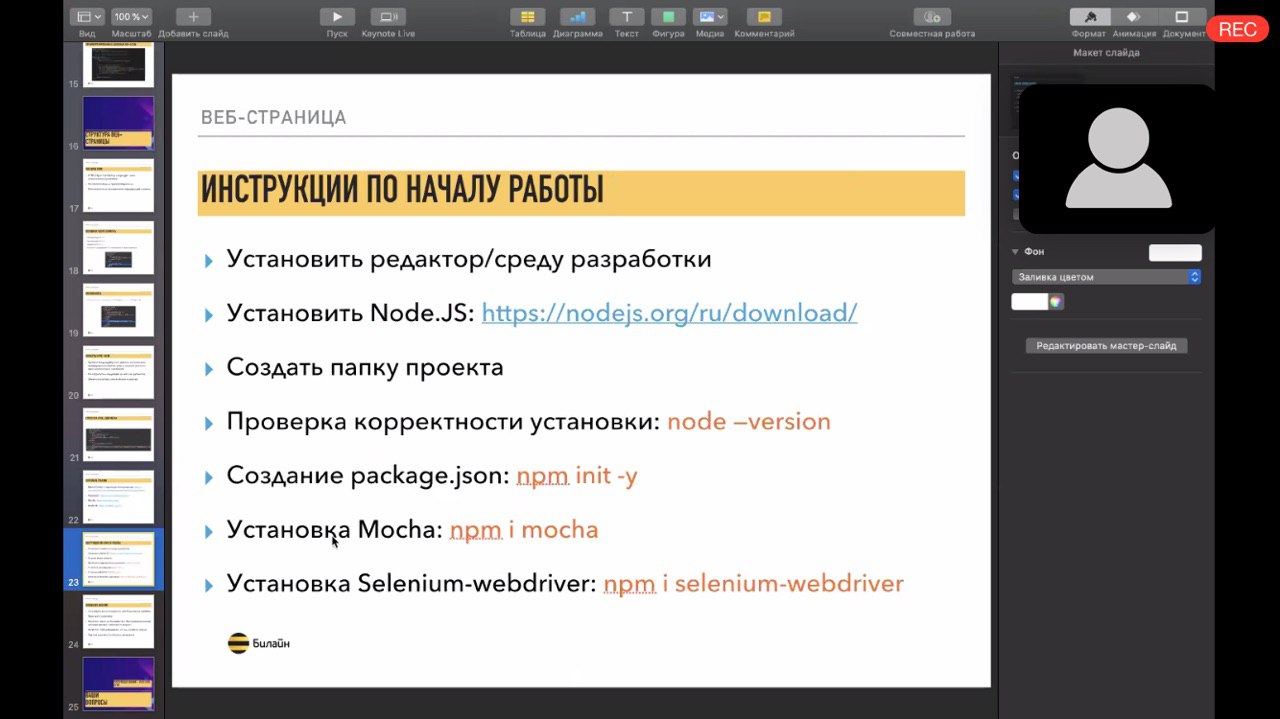 100 %
Вид
Масштаб
Добавить слайд
Пуск
Keynote Live
Таблица
Диаграмма
Текст
Фигура
Медиа
Комментарий
Совместная работа
Формат
Анимация
Документ
REC
Макет слайда
15
16
СТРУКТУРА ВЕБ-
СТРАНИЦЫ
17
18
19
20
21
22
23
24
25
ВАШИ
ВОПРОСЫ
ВЕБ-СТРАНИЦА
ИНСТРУКЦИИ ПО НАЧАЛУ РАБОТЫ
Установить редактор/среду разработки
Установить Node.JS: https://nodejs.org/ru/download/
Создать папку проекта
Проверка корректности установки: node —version
Создание package.json: npm init -y
Установка Mocha: npm i mocha
Установка Selenium-webdriver: npm i selenium-webdriver
Билайн
Фон
Заливка цветом
Редактировать мастер-слайд